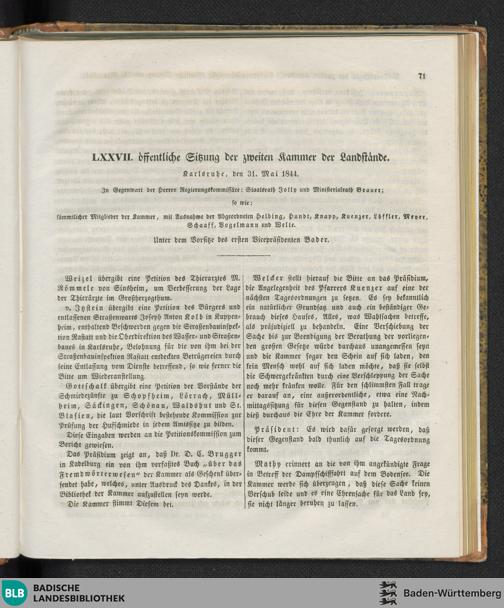 71
LXXVII. öffentliche Sitzung der zweiten Kammer der Landstände.
Karlsruhe, den 31. Mai 1844.
In Gegenwart der Herren Regierungskommissäre: Staatsrath Jolly und Ministerialrath Brauer;
so wie:
sämmtlicher Mitglieder der Kammer, mit Ausnahme der Abgeordneten Helbing, Hundt, Knapp, Kuenzer, Löffler, Meyer,
Schaaff, Vogelmann und Welte.
Unter dem Vorsitze des ersten Vicepräsidenten Bader.
Weizel übergibt eine Petition des Thierarztes M.
Römmele von Sinsheim, um Verbesserung der Lage
der Thierärzte im Großherzogthum.
v. Itzstein übergibt eine Petition des Bürgers und
entlassenen Straßenwarts Joseph Anton Kolb in Kuppen-
heim, enthaltend Beschwerden gegen die Straßenbauinspek-
tion Rastatt und die Oberdirektion des Wasser- und Straßen-
baues in Karlsruhe, Belohnung für die von ihm bei der
Straßenbauinspektion Rastatt entdeckten Betrügereien durch
seine Entlassung vom Dienste betreffend, so wie ferner die
Bitte um Wiederanstellung.
Gottschalk übergibt eine Petition der Vorstände der
Schmiedezünfte zu Schopfheim, Lörrach, Müll-
heim, Säckingen, Schönau, Waldshut und St.
Blasien, die laut Vorschrift bestehende Kommission zur
Prüfung der Hufschmiede in jedem Amtssitze zu bilden.
Diese Eingaben werden an die Petitionskommission zum
Bericht gewiesen.
Das Präsidium zeigt an, daß Dr. D. C. Brugger
in Kadelburg ein von ihm verfaßtes Buch „über das
Fremdwörterwesen“ der Kammer als Geschenk über-
sendet habe, welches, unter Ausdruck des Dankes, in der
Bibliothek der Kammer aufzustellen seyn werde.
Die Kammer stimmt Diesem bei.
Welcker stellt hierauf die Bitte an das Präsidium,
die Angelegenheit des Pfarrers Kuenzer auf eine der
nächsten Tagesordnungen zu setzen. Es sey bekanntlich
ein natürlicher Grundsatz und auch ein beständiger Ge-
brauch dieses Hauses, Alles, was Wahlsachen betreffe,
als präjudiziell zu behandeln. Eine Verschiebung der
Sache bis zur Beendigung der Berathung der vorliegen-
den großen Gesetze würde durchaus unangemessen seyn
und die Kammer sogar den Schein auf sich laden, den
kein Mensch wohl auf sich laden möchte, daß sie selbst
die Schwergekränkten durch eine Verschleppung der Sache
noch mehr kränken wolle. Für den schlimmsten Fall trage
er darauf an, eine außerordentliche, etwa eine Nach-
mittagssitzung für diesen Gegenstand zu halten, indem
dieß durchaus die Ehre der Kammer fordere.
Präsident: Es wird dafür gesorgt werden, daß
dieser Gegenstand bald thunlich auf die Tagesordnung
komme.
Mathy erinnert an die von ihm angekündigte Frage
in Betreff der Dampfschifffahrt auf dem Bodensee. Die
Kammer werde sich überzeugen, daß diese Sache keinen
Verschub leide und es eine Ehrensache für das Land sey,
sie nicht länger beruhen zu lassen.
BLB BADISCHE
LANDESBIBLIOTHEK
Baden-Württemberg